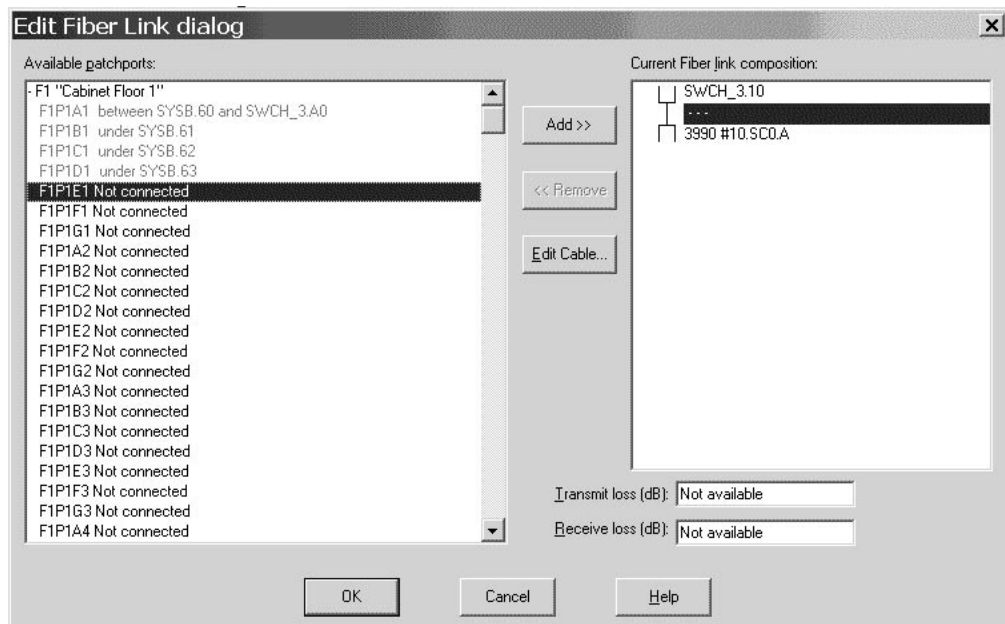 Edit Fiber Link dialog
Available patchports:
- F1 "Cabinet Floor 1"
F1P1A1 between SYSB.60 and SWCH_3.A0
F1P1B1 under SYSB.61
F1P1C1 under SYSB.62
F1P1D1 under SYSB.63
F1P1E1 Not connected
F1P1F1 Not connected
F1P1G1 Not connected
F1P1A2 Not connected
F1P1B2 Not connected
F1P1C2 Not connected
F1P1D2 Not connected
F1P1E2 Not connected
F1P1F2 Not connected
F1P1G2 Not connected
F1P1A3 Not connected
F1P1B3 Not connected
F1P1C3 Not connected
F1P1D3 Not connected
F1P1E3 Not connected
F1P1F3 Not connected
F1P1G3 Not connected
F1P1A4 Not connected
Add >>
<< Remove
Edit Cable...
Current Fiber link composition:
SWCH_3.10
- - -
3990 #10.SC0.A
Transmit loss (dB): Not available
Receive loss (dB): Not available
OK Cancel Help